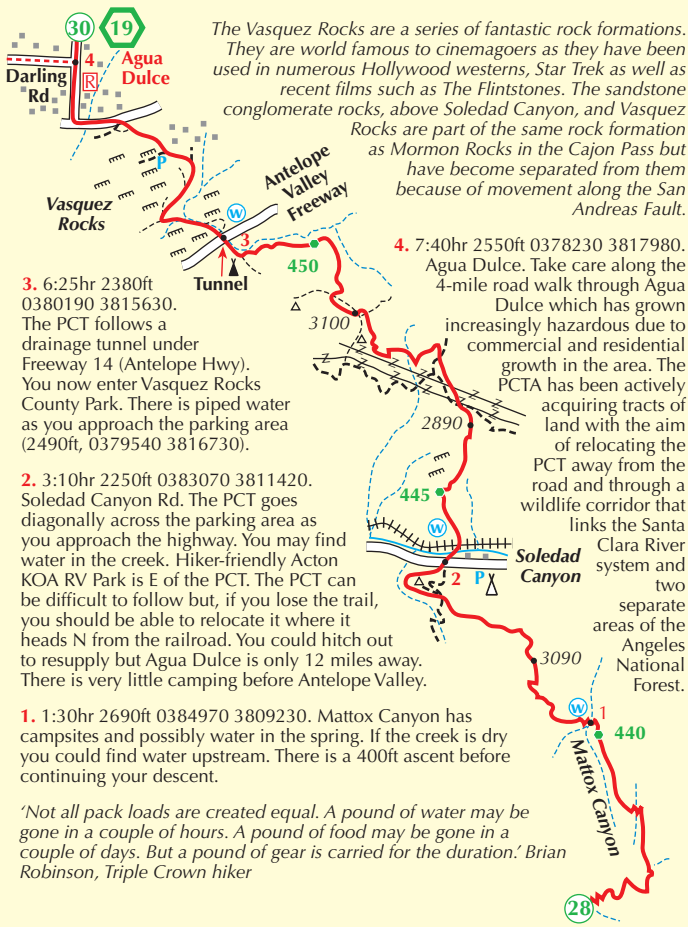 30
19
4
R
Agua
Dulce
Darling
Rd
The Vasquez Rocks are a series of fantastic rock formations.
They are world famous to cinemagoers as they have been
used in numerous Hollywood westerns, Star Trek as well as
recent films such as The Flintstones. The sandstone
conglomerate rocks, above Soledad Canyon, and Vasquez
Rocks are part of the same rock formation
as Mormon Rocks in the Cajon Pass but
have become separated from them
because of movement along the San
Andreas Fault.
P
Vasquez
Rocks
Antelope
Valley
Freeway
W
3
Tunnel
450
3100
4. 7:40hr 2550ft 0378230 3817980.
Agua Dulce. Take care along the
4-mile road walk through Agua
Dulce which has grown
increasingly hazardous due to
commercial and residential
growth in the area. The
PCTA has been actively
acquiring tracts of
land with the aim
of relocating the
PCT away from the
road and through a
wildlife corridor that
links the Santa
Clara River
system and
two
separate
areas of the
Angeles
National
Forest.
3. 6:25hr 2380ft
0380190 3815630.
The PCT follows a
drainage tunnel under
Freeway 14 (Antelope Hwy).
You now enter Vasquez Rocks
County Park. There is piped water
as you approach the parking area
(2490ft, 0379540 3816730).
z
z
z
z
z
z
2890
445
W
Soledad
Canyon
2
P
2. 3:10hr 2250ft 0383070 3811420.
Soledad Canyon Rd. The PCT goes
diagonally across the parking area as
you approach the highway. You may find
water in the creek. Hiker-friendly Acton
KOA RV Park is E of the PCT. The PCT can
be difficult to follow but, if you lose the trail,
you should be able to relocate it where it
heads N from the railroad. You could hitch out
to resupply but Agua Dulce is only 12 miles away.
There is very little camping before Antelope Valley.
3090
W
1
440
Mattox Canyon
1. 1:30hr 2690ft 0384970 3809230. Mattox Canyon has
campsites and possibly water in the spring. If the creek is dry
you could find water upstream. There is a 400ft ascent before
continuing your descent.
‘Not all pack loads are created equal. A pound of water may be
gone in a couple of hours. A pound of food may be gone in a
couple of days. But a pound of gear is carried for the duration.’ Brian
Robinson, Triple Crown hiker
28